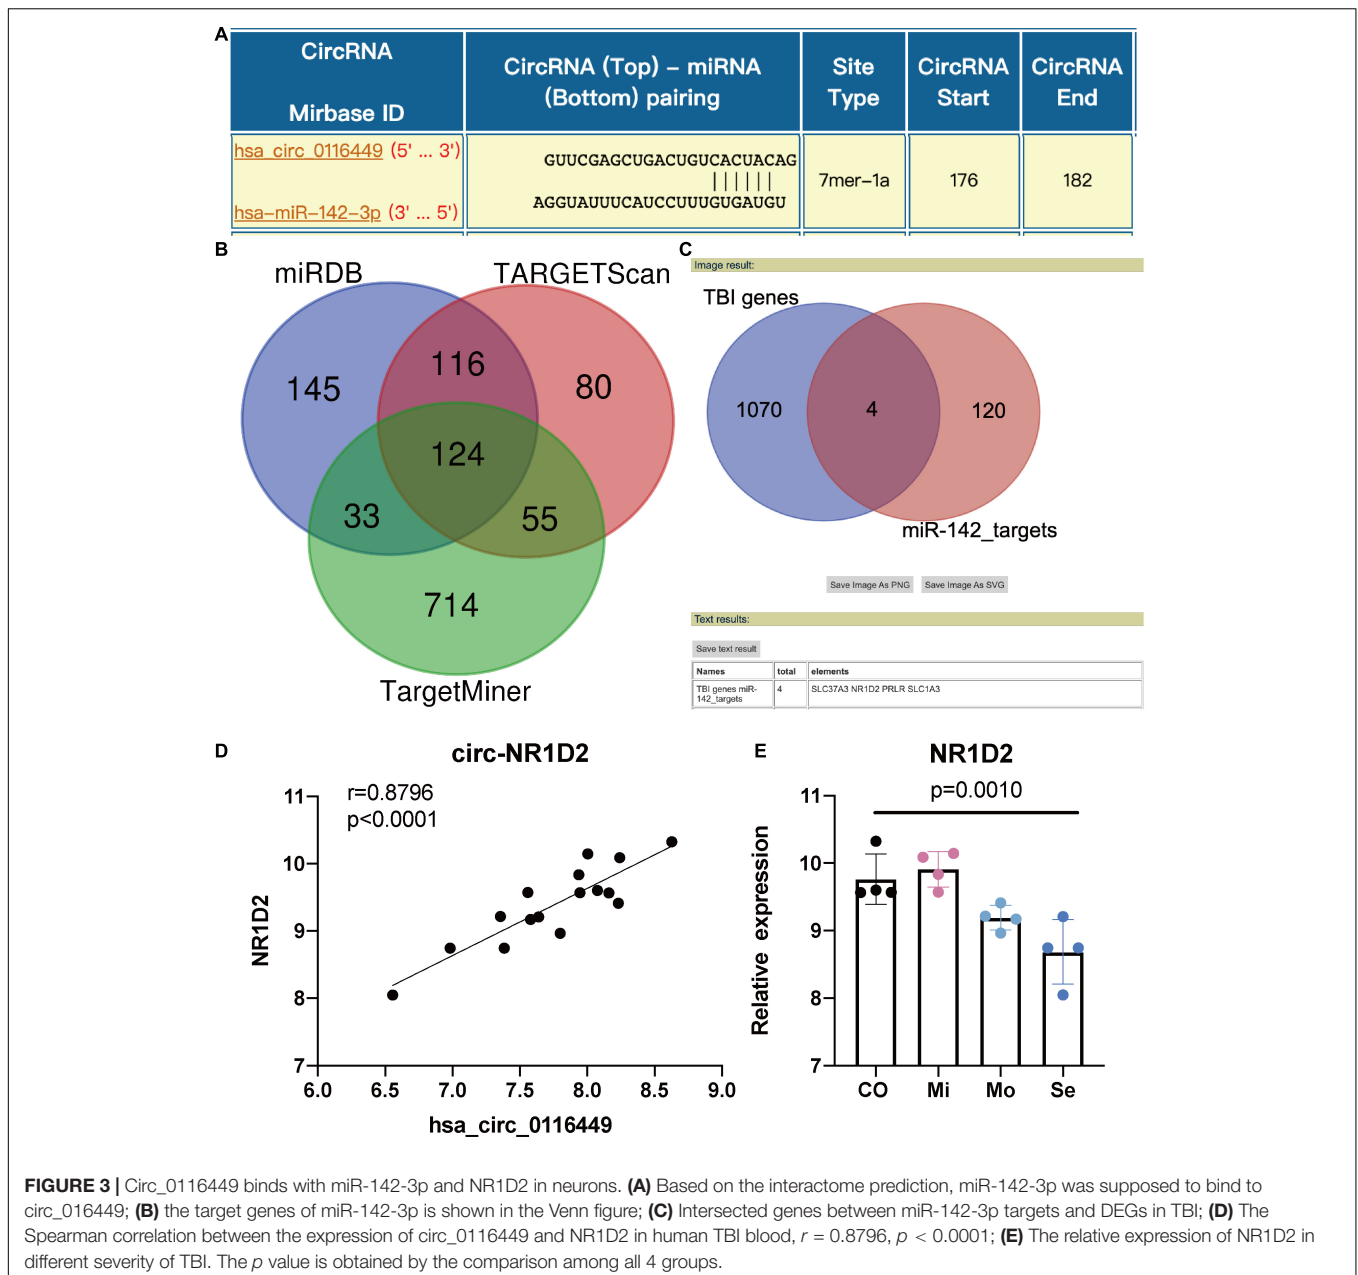 A
CircRNA
Mirbase ID
CircRNA (Top) – miRNA
(Bottom) pairing
Site
Type
CircRNA
Start
CircRNA
End
hsa_circ_0116449 (5' ... 3')
hsa–miR–142–3p (3' ... 5')
GUUCGAGCUGACUGUCACUACAG
||||||
AGGUAUUUCAUCCUUUGUGAUGU
7mer–1a
176
182
B
miRDB
TARGETScan
145
116
80
124
33
55
714
TargetMiner
C
Image result:
TBI genes
1070
4
120
miR-142_targets
Save Image As PNG
Save Image As SVG
Text results:
Save text result
Names total elements
TBI genes miR-142_targets 4 SLC37A3 NR1D2 PRLR SLC1A3
D
circ-NR1D2
r=0.8796
p<0.0001
NR1D2
11
10
9
8
7
6.0 6.5 7.0 7.5 8.0 8.5 9.0
hsa_circ_0116449
E
NR1D2
p=0.0010
Relative expression
11
10
9
8
7
CO Mi Mo Se
FIGURE 3 | Circ_0116449 binds with miR-142-3p and NR1D2 in neurons. (A) Based on the interactome prediction, miR-142-3p was supposed to bind to
circ_016449; (B) the target genes of miR-142-3p is shown in the Venn figure; (C) Intersected genes between miR-142-3p targets and DEGs in TBI; (D) The
Spearman correlation between the expression of circ_0116449 and NR1D2 in human TBI blood, r = 0.8796, p < 0.0001; (E) The relative expression of NR1D2 in
different severity of TBI. The p value is obtained by the comparison among all 4 groups.